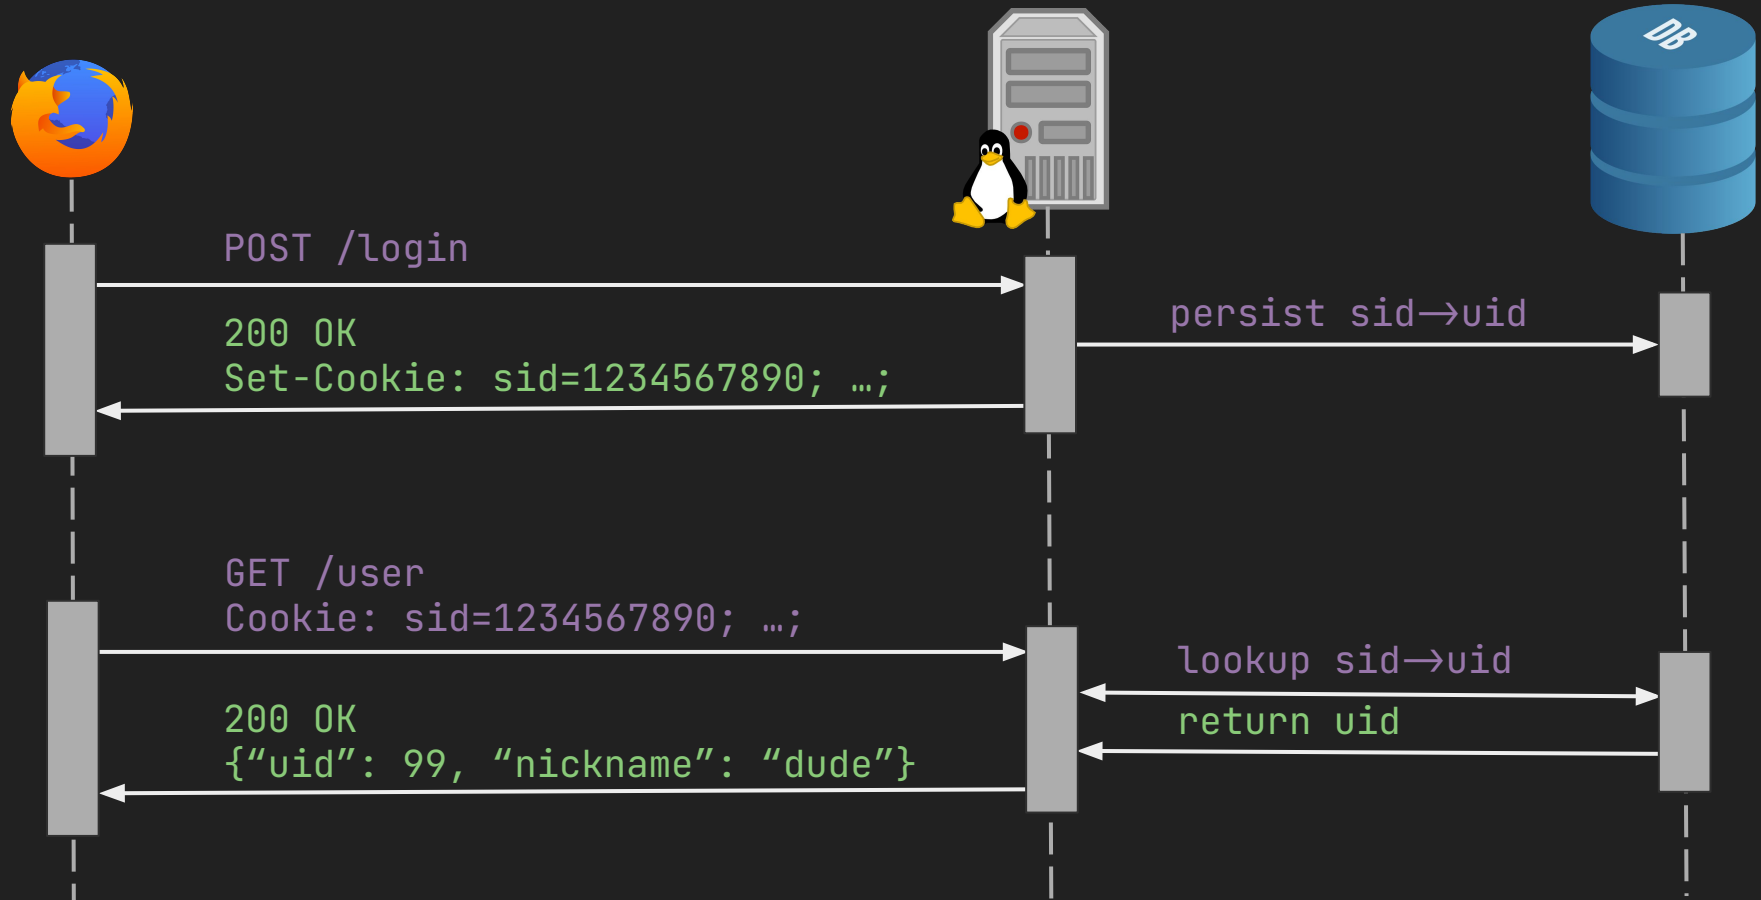 DB
POST /login
200 OK
Set-Cookie: sid=1234567890; …;
persist sid→uid
GET /user
Cookie: sid=1234567890; …;
lookup sid→uid
return uid
200 OK
{“uid”: 99, “nickname”: “dude”}